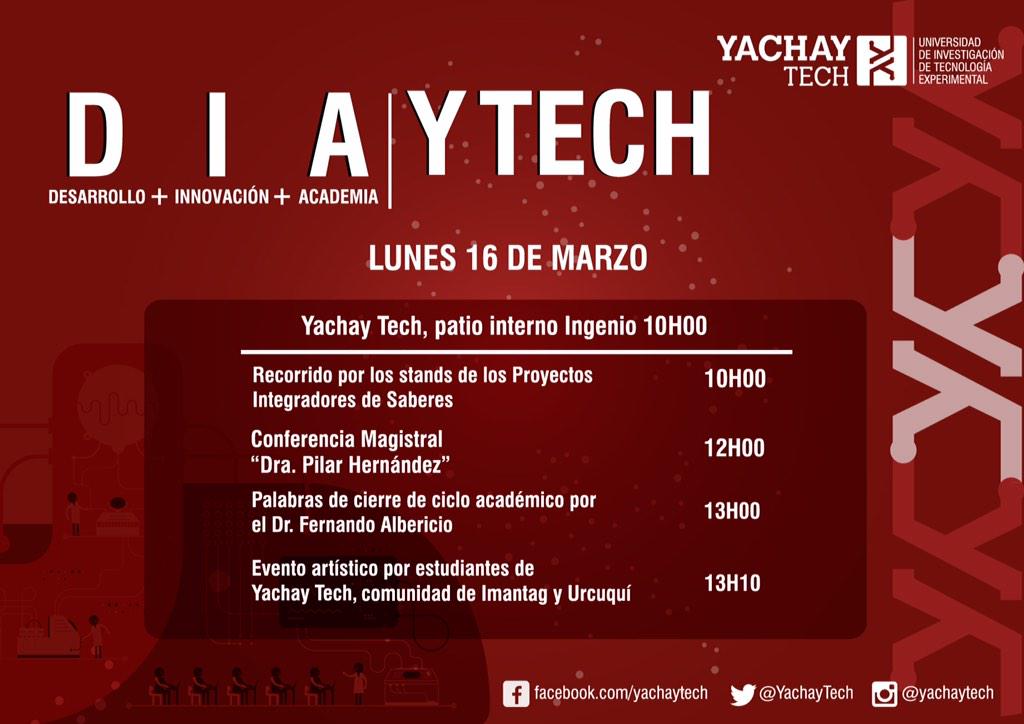 YACHAY
TECH
UNIVERSIDAD
DE INVESTIGACIÓN
DE TECNOLOGÍA
EXPERIMENTAL
D I A|YTECH
DESARROLLO + INNOVACIÓN + ACADEMIA
LUNES 16 DE MARZO
Yachay Tech, patio interno Ingenio 10H00
Recorrido por los stands de los Proyectos
Integradores de Saberes
10H00
Conferencia Magistral
“Dra. Pilar Hernández”
12H00
Palabras de cierre de ciclo académico por
el Dr. Fernando Albericio
13H00
Evento artístico por estudiantes de
Yachay Tech, comunidad de Imantag y Urcuquí
13H10
facebook.com/yachaytech @YachayTech @yachaytech